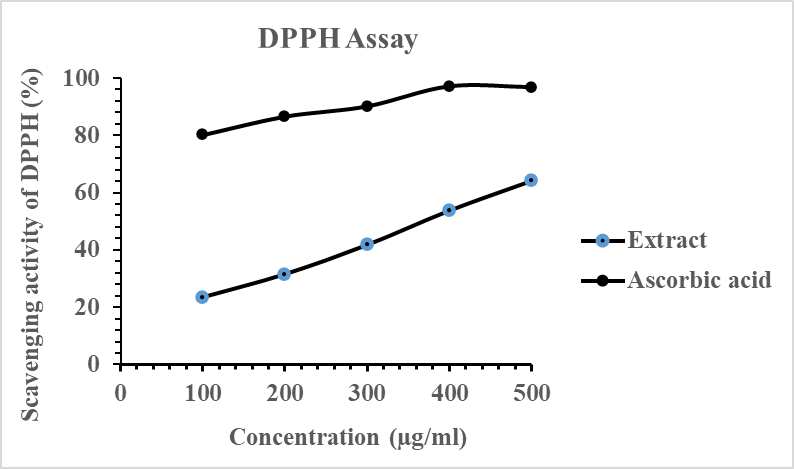 DPPH Assay
Scavenging activity of DPPH (%)
100
80
60
40
20
0
0 100 200 300 400 500
Concentration (µg/ml)
Extract
Ascorbic acid